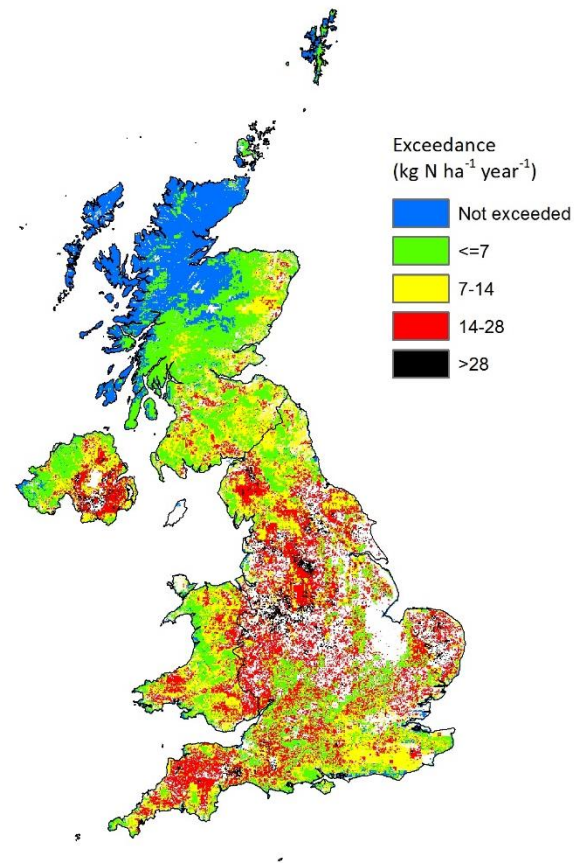 Exceedance
(kg N ha⁻¹ year⁻¹)
Not exceeded
<=7
7-14
14-28
>28